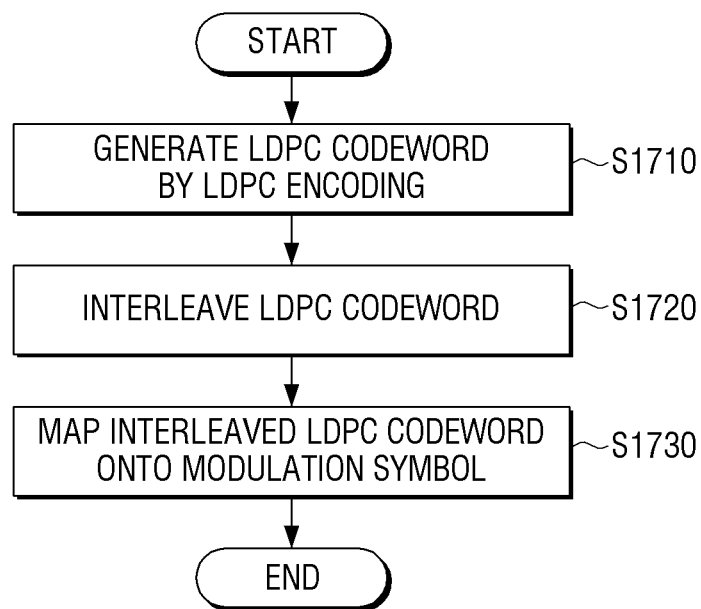 START
GENERATE LDPC CODEWORD
BY LDPC ENCODING
S1710
INTERLEAVE LDPC CODEWORD
S1720
MAP INTERLEAVED LDPC CODEWORD
ONTO MODULATION SYMBOL
S1730
END